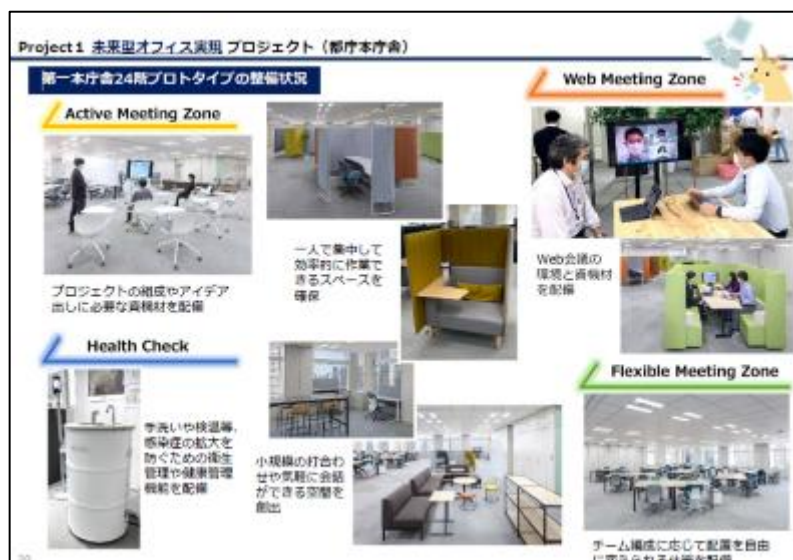 Project1 未来型オフィス実現 プロジェクト（都庁本庁舎）
第一本庁舎24階プロトタイプの整備状況
Active Meeting Zone
プロジェクトの組成やアイデア
出しに必要な資機材を配備
一人で集中して
効率的に作業で
きるスペースを
確保
Web Meeting Zone
Web会議の
環境と資機材
を配備
Health Check
手洗いや検温等、
感染症の拡大を
防ぐための衛生
管理や健康管理
機能を配備
小規模の打合わ
せや気軽に会話
ができる空間を
創出
Flexible Meeting Zone
チーム編成に応じて配置を自由